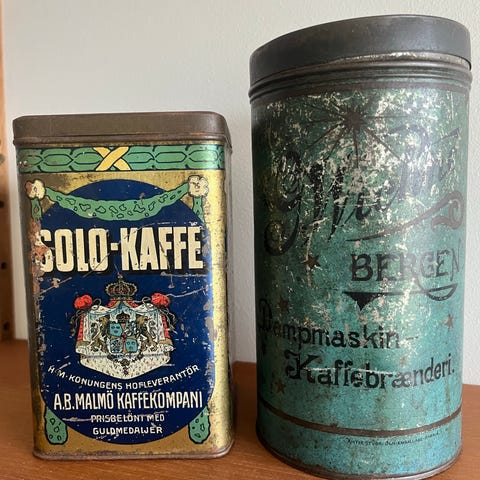 SOLO-KAFFE
H·M·KONUNGENS HOFLEVERANTÖR
A.B. MALMÖ KAFFEKOMPANI
PRISBELÖNT MED
GULDMEDALJER
BERGEN
Dampmaskin-
Kaffebrænderi.